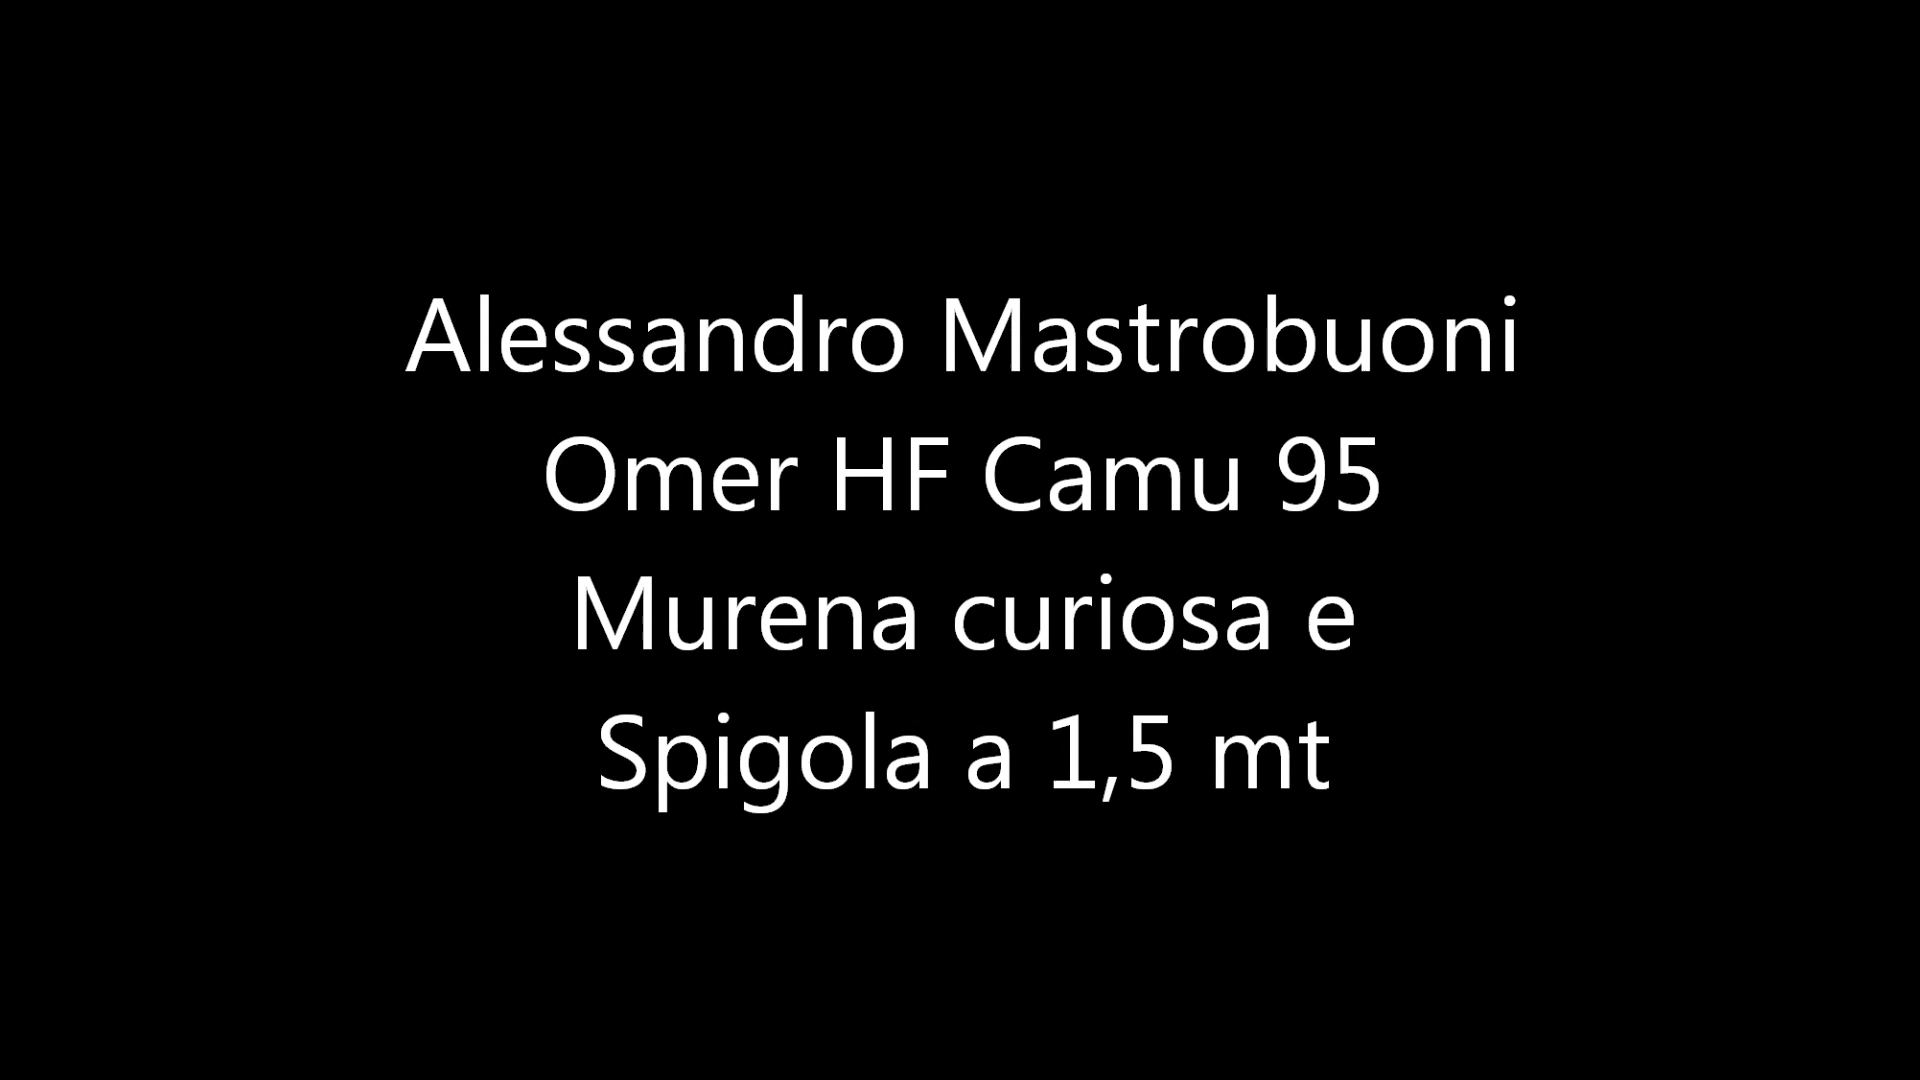 Alessandro Mastrobuoni
Omer HF Camu 95
Murena curiosa e
Spigola a 1,5 mt